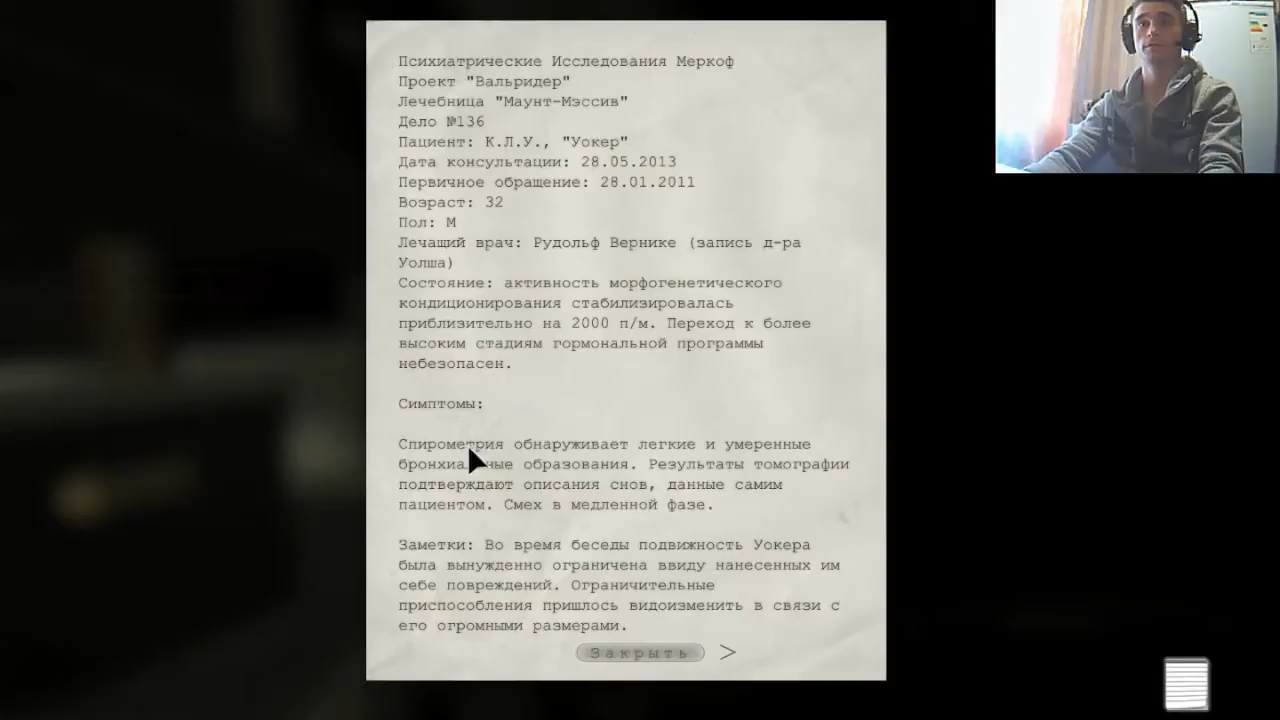 Психиатрические Исследования Меркоф
Проект "Вальридер"
Лечебница "Маунт-Мэссив"
Дело №136
Пациент: К.Л.У., "Уокер"
Дата консультации: 28.05.2013
Первичное обращение: 28.01.2011
Возраст: 32
Пол: М
Лечащий врач: Рудольф Вернике (запись д-ра
Уолша)
Состояние: активность морфогенетического
кондиционирования стабилизировалась
приблизительно на 2000 п/м. Переход к более
высоким стадиям гормональной программы
небезопасен.
Симптомы:
Спирометрия обнаруживает легкие и умеренные
образования. Результаты томографии
подтверждают описания снов, данные самим
пациентом. Смех в медленной фазе.
Заметки: Во время беседы подвижность Уокера
была вынужденно ограничена ввиду нанесенных им
себе повреждений. Ограничительные
приспособления пришлось видоизменить в связи с
его огромными размерами.
Закрыть >